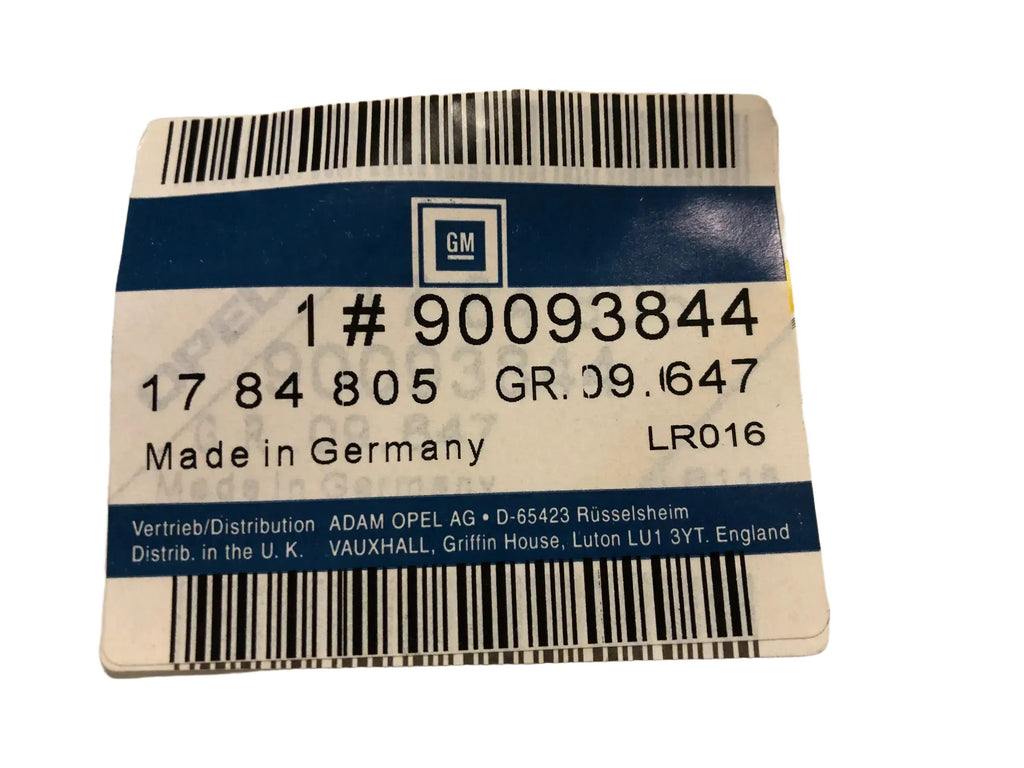 GM
1 # 90093844
17 84 805 GR. 09.647
Made in Germany LR016
Vertrieb/Distribution ADAM OPEL AG • D-65423 Rüsselsheim
Distrib. in the U. K. VAUXHALL, Griffin House, Luton LU1 3YT. England